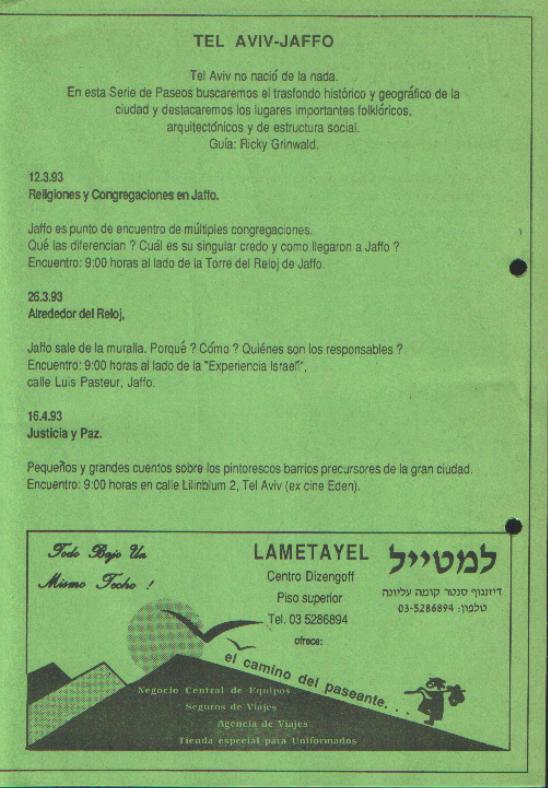 TEL AVIV-JAFFO
Tel Aviv no nació de la nada.
En esta Serie de Paseos buscaremos el trasfondo histórico y geográfico de la
ciudad y destacaremos los lugares importantes folklóricos,
arquitectónicos y de estructura social.
Guía: Ricky Grinwald.
12.3.93
Religiones y Congregaciones en Jaffo.
Jaffo es punto de encuentro de múltiples congregaciones.
Qué las diferencian ? Cuál es su singular credo y como llegaron a Jaffo ?
Encuentro: 9:00 horas al lado de la Torre del Reloj de Jaffo.
26.3.93
Alrededor del Reloj,
Jaffo sale de la muralla. Porqué ? Cómo ? Quiénes son los responsables ?
Encuentro: 9:00 horas al lado de la "Experiencia Israelí",
calle Luis Pasteur, Jaffo.
16.4.93
Justicia y Paz.
Pequeños y grandes cuentos sobre los pintorescos barrios precursores de la gran ciudad.
Encuentro: 9:00 horas en calle Lilinblum 2, Tel Aviv (ex cine Eden).
Todo Bajo Un
Mismo Techo !
LAMETAYEL
Centro Dizengoff
Piso superior
Tel. 03 5286894
ofrece:
למטייל
דיזנגוף סנטר קומה עליונה
טלפון: 03-5286894
el camino del paseante. . .
Negocio Central de Equipos
Seguros de Viajes
Agencia de Viajes
Tienda especial para Uniformados